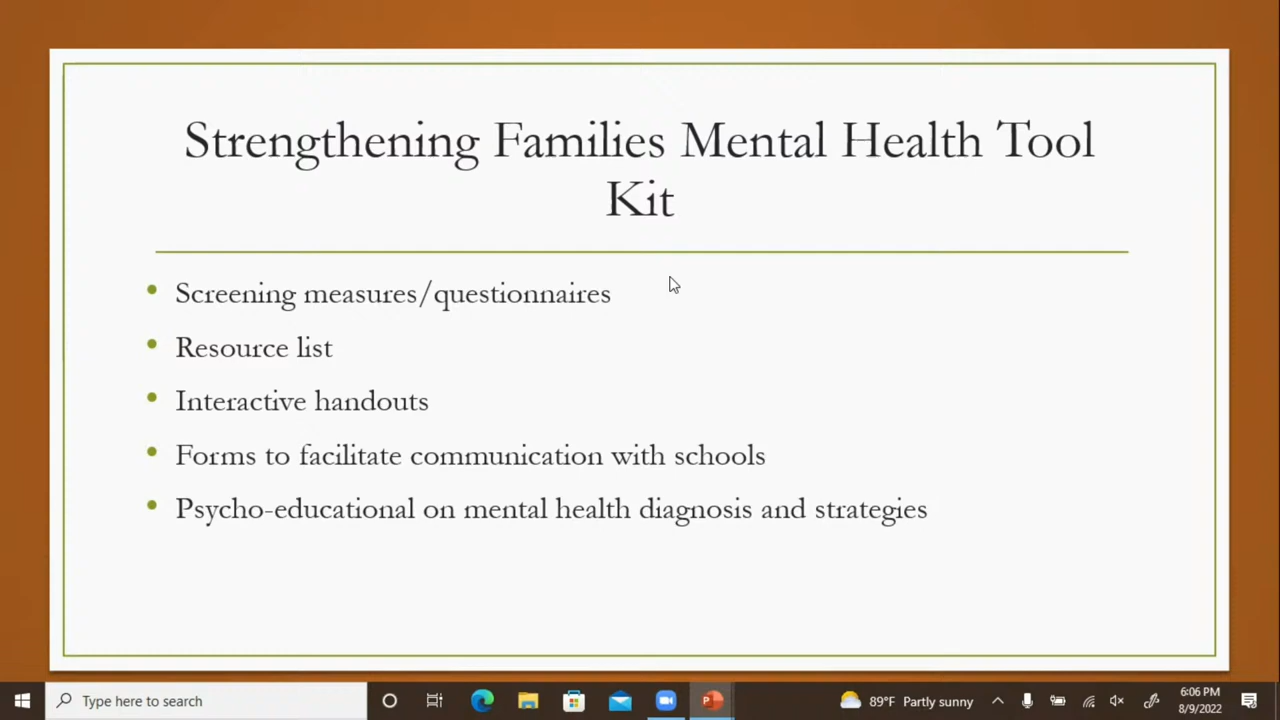 Strengthening Families Mental Health Tool
Kit
• Screening measures/questionnaires
• Resource list
• Interactive handouts
• Forms to facilitate communication with schools
• Psycho-educational on mental health diagnosis and strategies
Type here to search
89°F Partly sunny
6:06 PM
8/9/2022